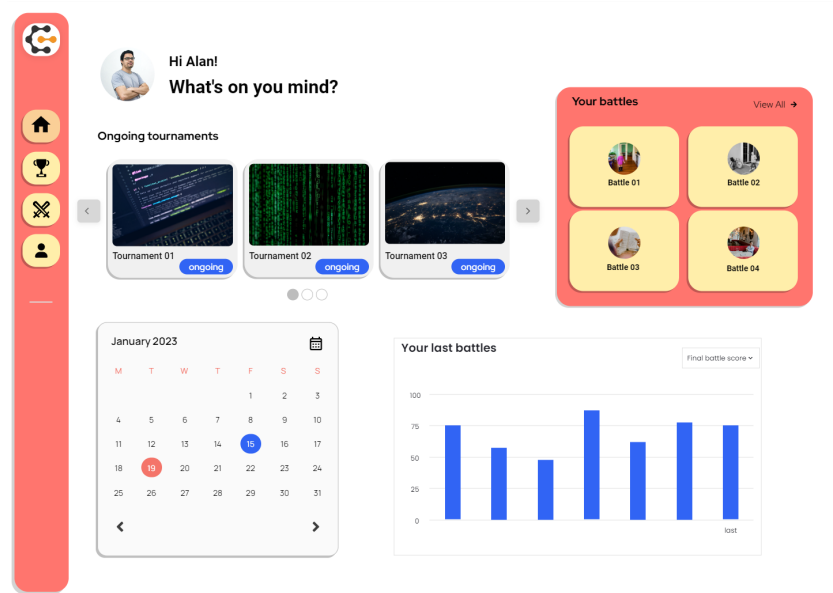 Hi Alan!
What's on you mind?
Your battles
View All
Battle 01
Battle 02
Battle 03
Battle 04
Ongoing tournaments
Tournament 01
ongoing
Tournament 02
ongoing
Tournament 03
ongoing
January 2023
M T W T F S S
1 2 3
4 5 6 7 8 9 10
11 12 13 14 15 16 17
18 19 20 21 22 23 24
25 26 27 28 29 30 31
Your last battles
Final battle score
100
75
50
25
0
last